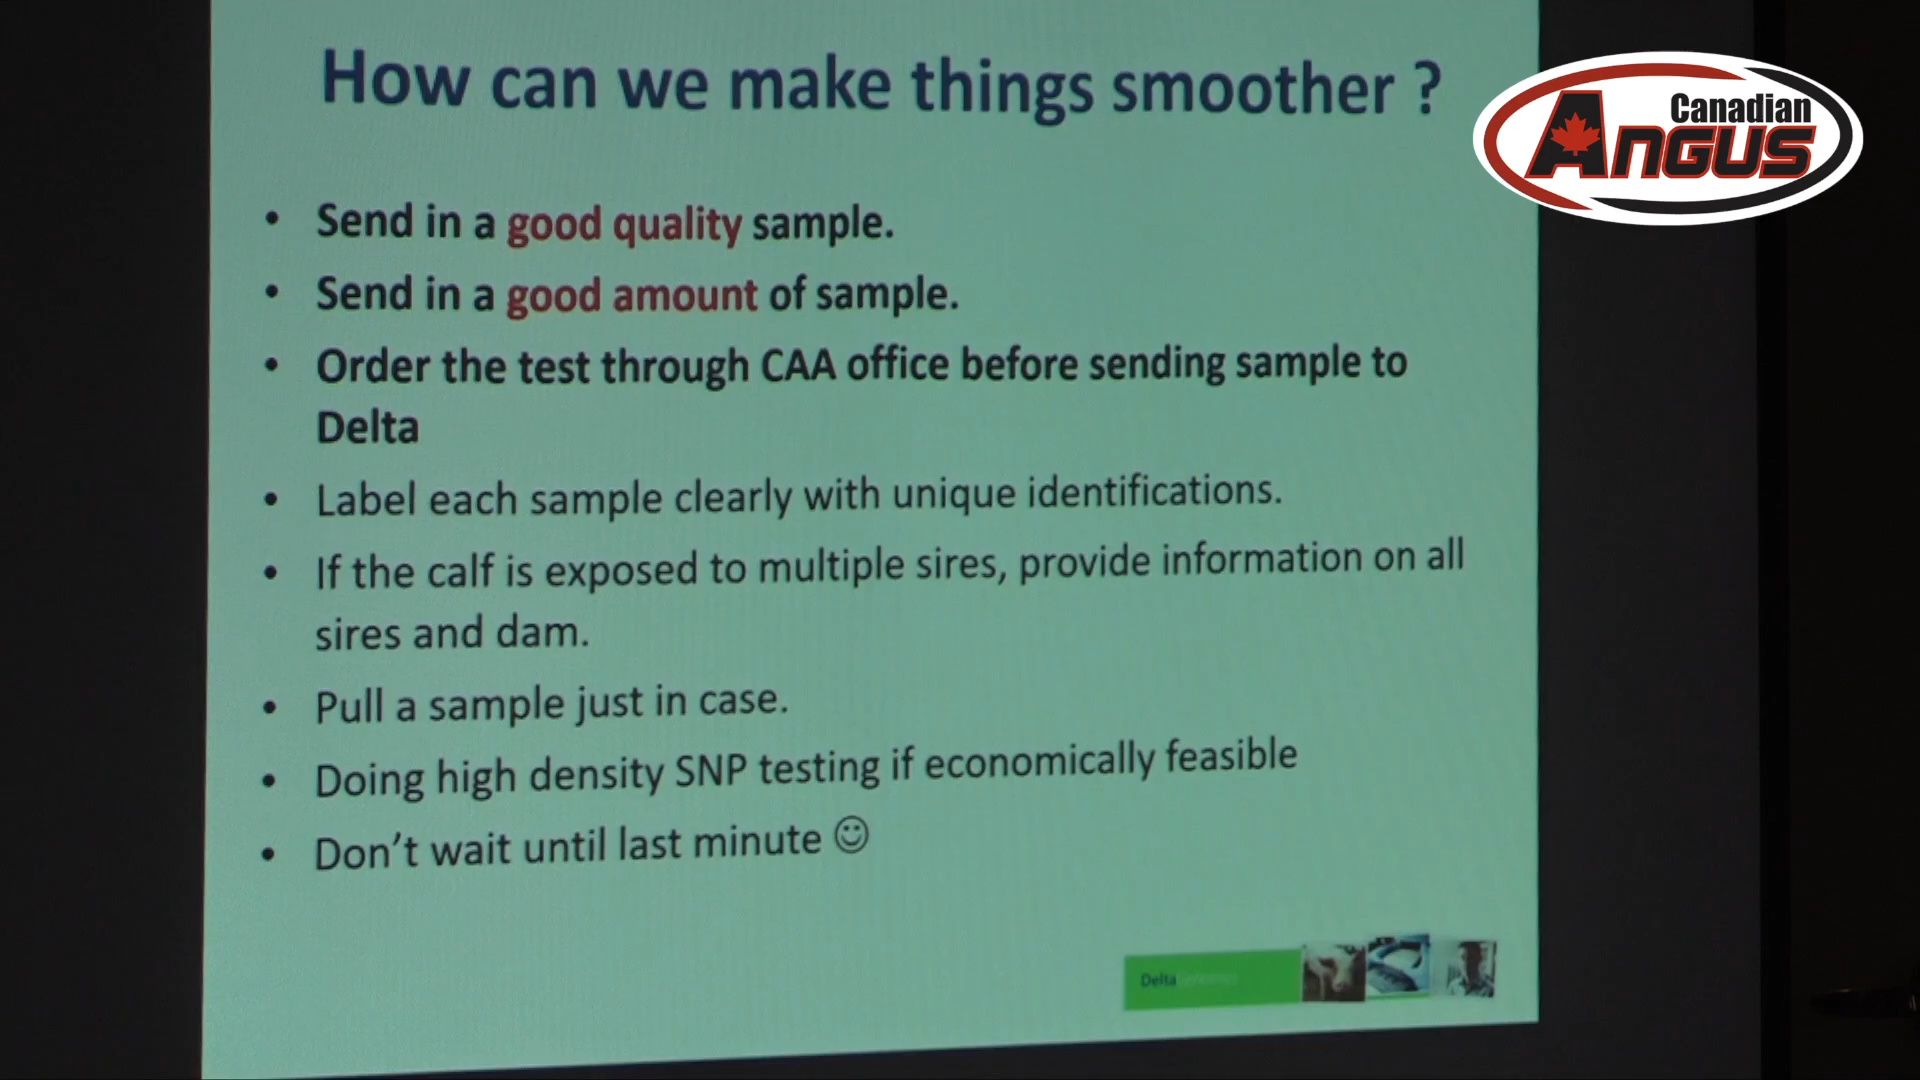 How can we make things smoother ?
Canadian
ANGUS
• Send in a good quality sample.
• Send in a good amount of sample.
• Order the test through CAA office before sending sample to
Delta
• Label each sample clearly with unique identifications.
• If the calf is exposed to multiple sires, provide information on all
sires and dam.
• Pull a sample just in case.
• Doing high density SNP testing if economically feasible
• Don’t wait until last minute ☺
Delta